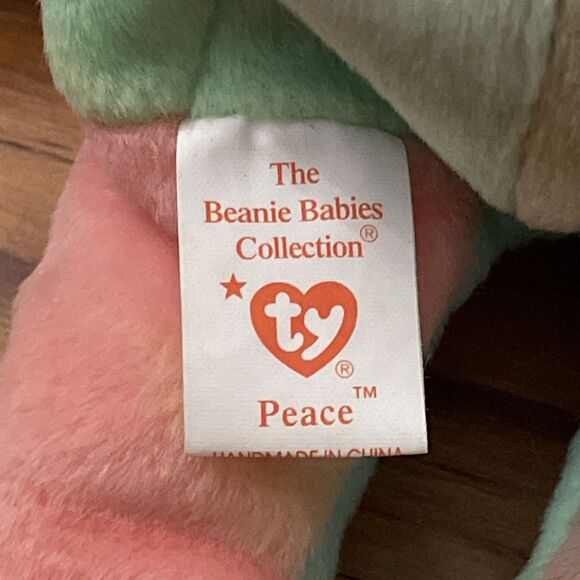 The
Beanie Babies
Collection®
★ ty®
Peace™
HANDMADE IN CHINA